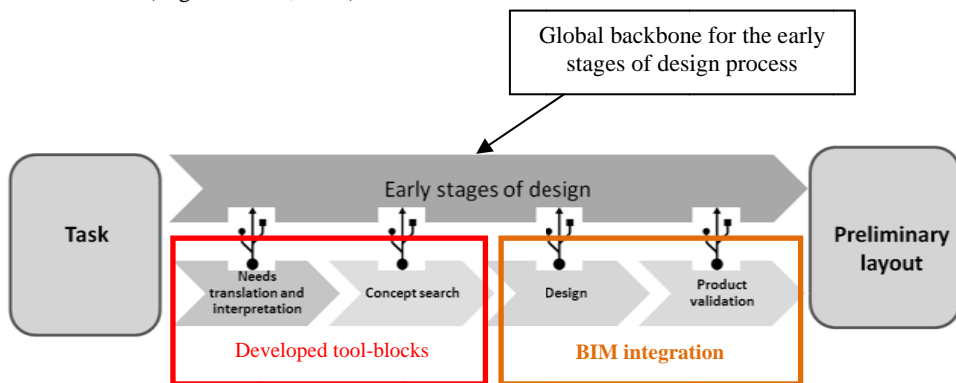 Global backbone for the early
stages of design process
Early stages of design
Task
Preliminary
layout
Needs
translation and
interpretation
Concept search
Design
Product
validation
Developed tool-blocks
BIM integration